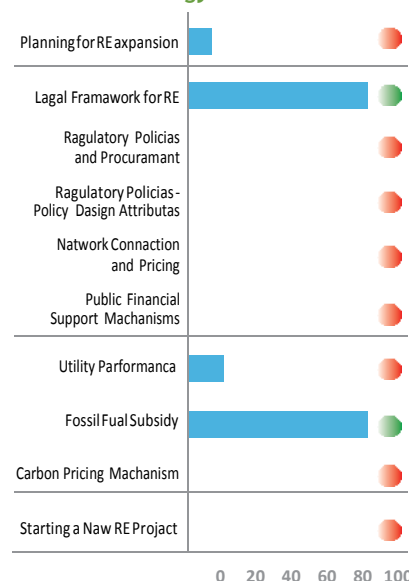 Planning for RE expansion
Lagal Framawork for RE
Ragulatory Policias
and Procuramant
Ragulatory Policias-
Policy Dasign Attributas
Natwork Connaction
and Pricing
Public Financial
Support Machanisms
Utility Parformanca
Fossil Fual Subsidy
Carbon Pricing Machanism
Starting a Naw RE Projact
0 20 40 60 80 100